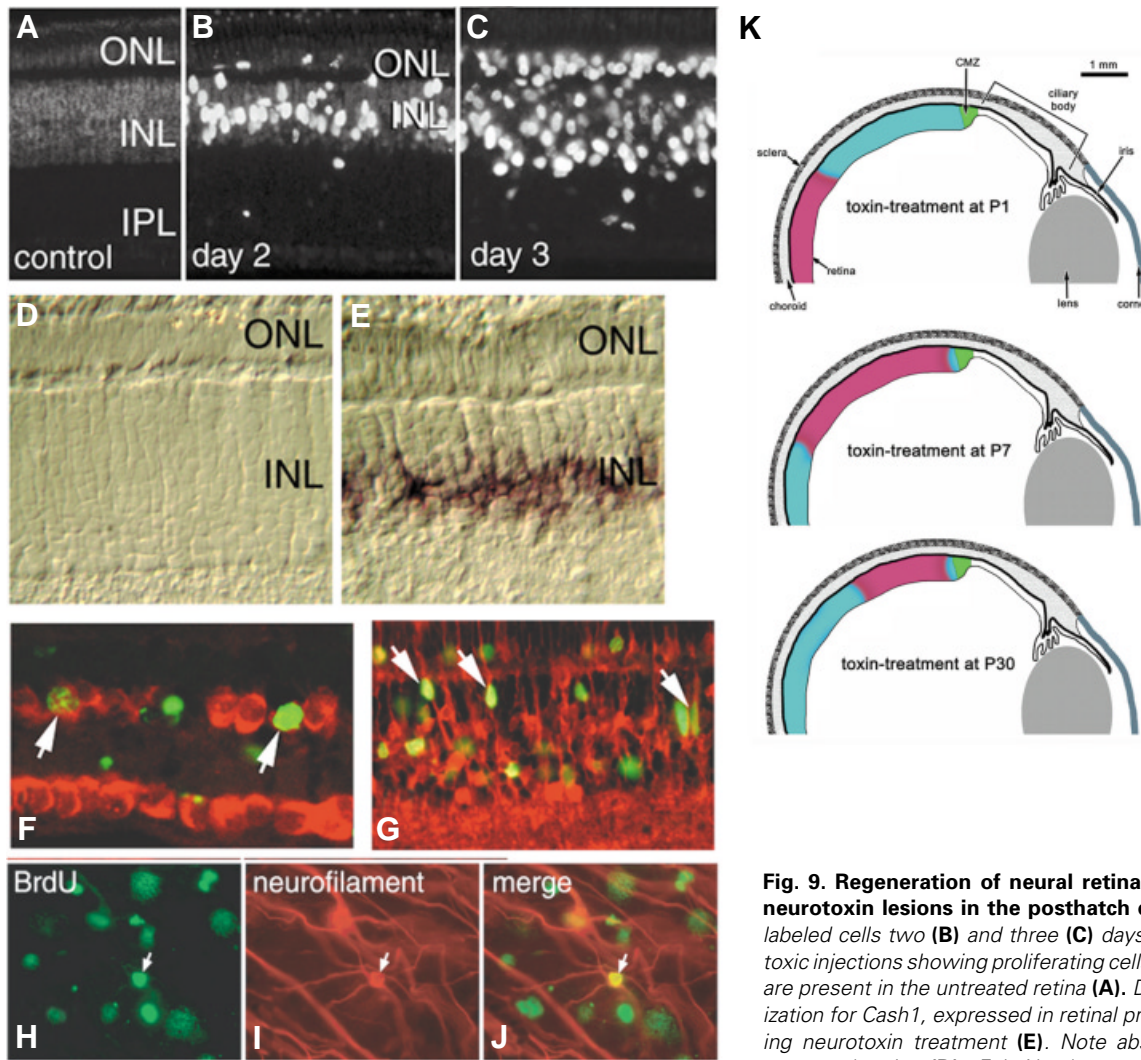 A
ONL
INL
IPL
control
B
ONL
INL
day 2
C
day 3
D
ONL
INL
E
ONL
INL
F
G
BrdU
H
neurofilament
I
merge
J
K
CMZ
1 mm
ciliary
body
sclera
iris
toxin-treatment at P1
retina
choroid
lens
toxin-treatment at P7
toxin-treatment at P30
Fig. 9. Regeneration of neural retina
neurotoxin lesions in the posthatch
labeled cells two (B) and three (C) days
toxic injections showing proliferating
are present in the untreated retina (A).
ization for Cash1, expressed in retinal
ing neurotoxin treatment (E). Note